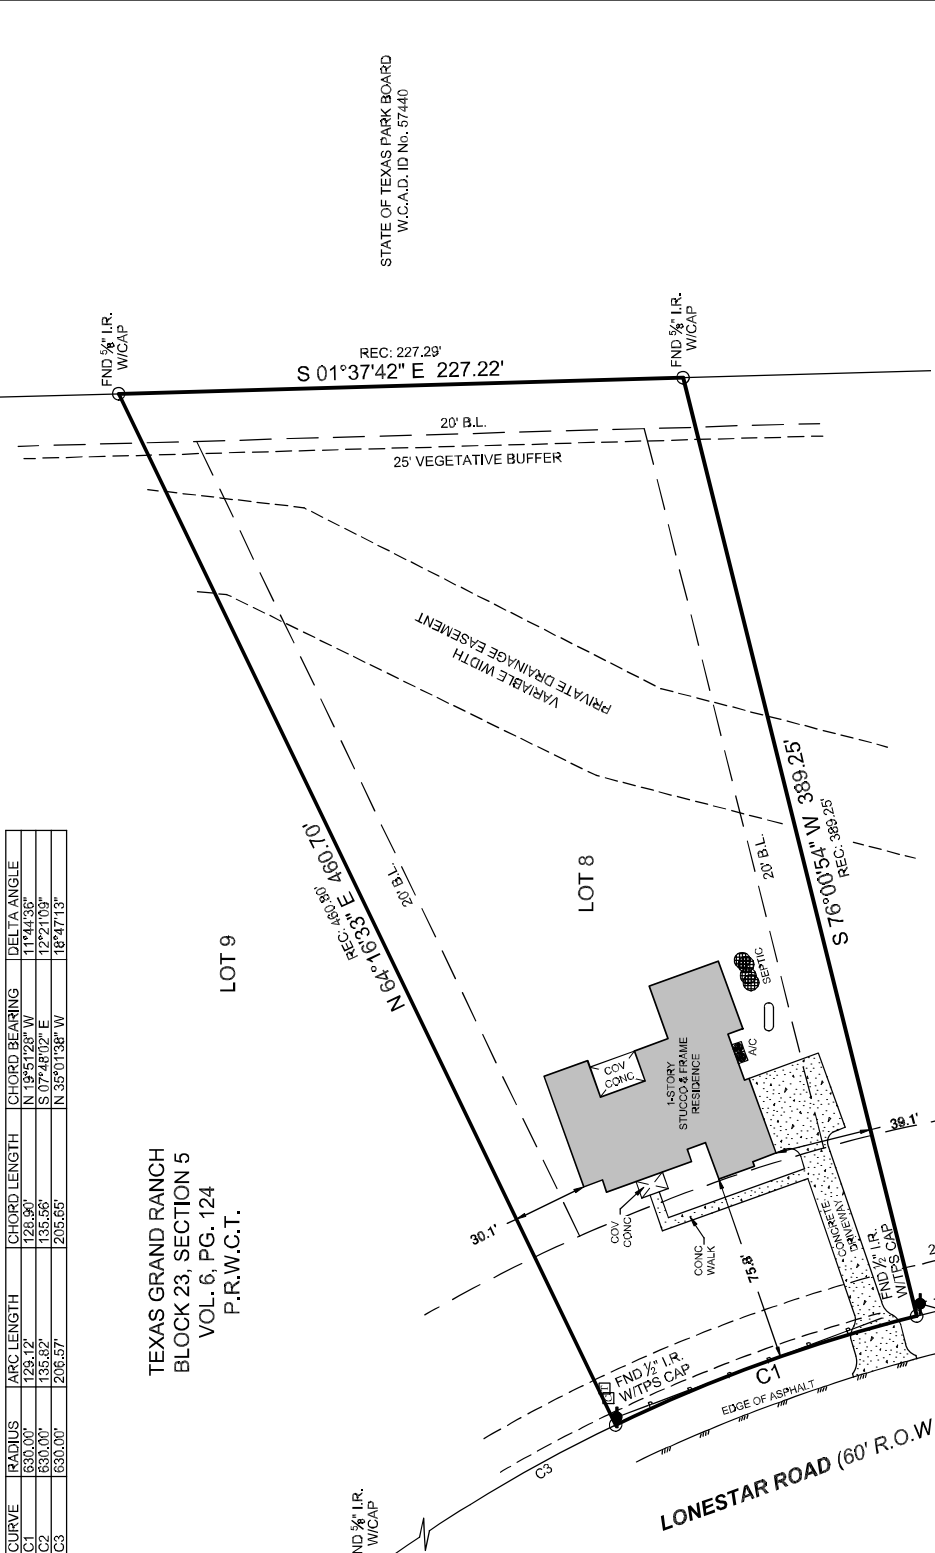 CURVE RADIUS ARC LENGTH CHORD LENGTH CHORD BEARING DELTA ANGLE
C1 630.00' 129.12' 128.90' N 19°51'28" W 11°44'36"
C2 630.00' 135.82' 135.56' S 07°48'02" E 12°21'09"
C3 630.00' 206.57' 205.65' N 35°01'38" W 18°47'13"
STATE OF TEXAS PARK BOARD
W.C.A.D. ID No. 57440
FND ⅝" I.R.
W/CAP
REC: 227.29'
S 01°37'42" E 227.22'
FND ⅝" I.R.
W/CAP
20' B.L.
25' VEGETATIVE BUFFER
VARIABLE WIDTH
PRIVATE DRAINAGE EASEMENT
REC: 460.80'
N 64°16'33" E 460.70'
20' B.L.
LOT 9
LOT 8
20' B.L.
S 76°00'54" W 389.25'
REC: 389.25'
SEPTIC
A/C
COV
CONC
1-STORY
STUCCO & FRAME
RESIDENCE
TEXAS GRAND RANCH
BLOCK 23, SECTION 5
VOL. 6, PG. 124
P.R.W.C.T.
30.1'
39.1'
COV
CONC
CONC
WALK
75.8'
CONCRETE
DRIVEWAY
FND ½" I.R.
W/TPS CAP
FND ½" I.R.
W/TPS CAP
C1
EDGE OF ASPHALT
C3
ND ⅝" I.R.
W/CAP
LONESTAR ROAD (60' R.O.W
2